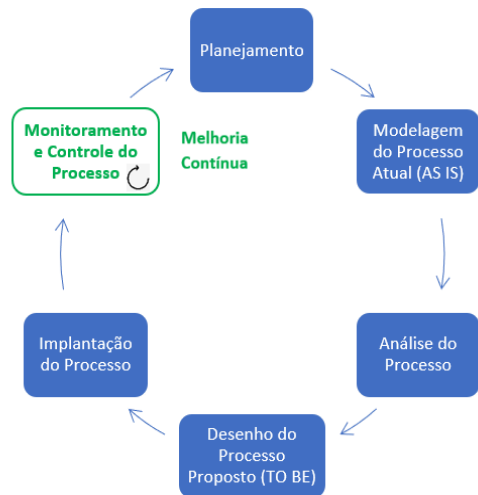 Planejamento
Monitoramento
e Controle do
Processo
Melhoria
Contínua
Modelagem
do Processo
Atual (AS IS)
Implantação
do Processo
Análise do
Processo
Desenho do
Processo
Proposto (TO BE)